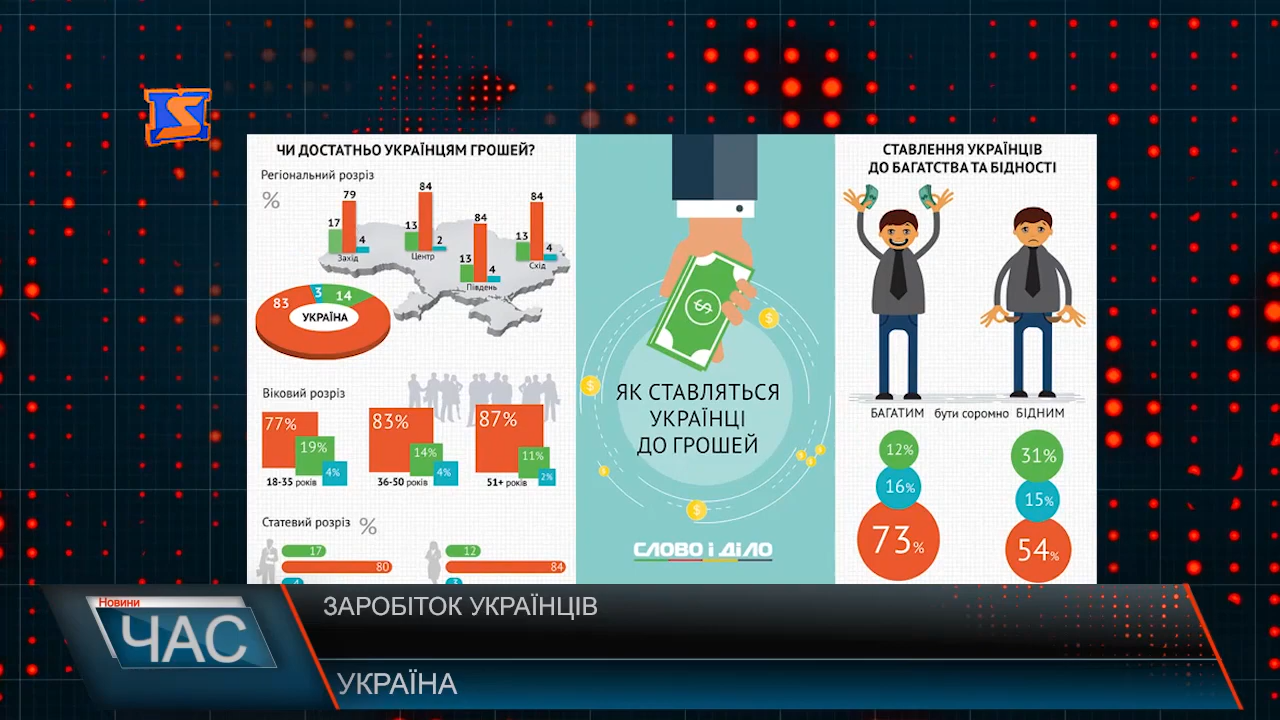 ЧИ ДОСТАТНЬО УКРАЇНЦЯМ ГРОШЕЙ?
Регіональний розріз
%
17
79
4
Захід
13
84
2
Центр
13
84
4
Південь
13
84
4
Схід
83
3
14
УКРАЇНА
Віковий розріз
77%
19%
4%
18-35 років
83%
14%
4%
36-50 років
87%
11%
2%
51+ років
Статевий розріз %
17
80
4
12
84
3
ЯК СТАВЛЯТЬСЯ
УКРАЇНЦІ
ДО ГРОШЕЙ
СЛОВО і ДіЛО
СТАВЛЕННЯ УКРАЇНЦІВ
ДО БАГАТСТВА ТА БІДНОСТІ
БАГАТИМ бути соромно БІДНИМ
12%
16%
73%
31%
15%
54%
Новини
ЧАС
ЗАРОБІТОК УКРАЇНЦІВ
УКРАЇНА